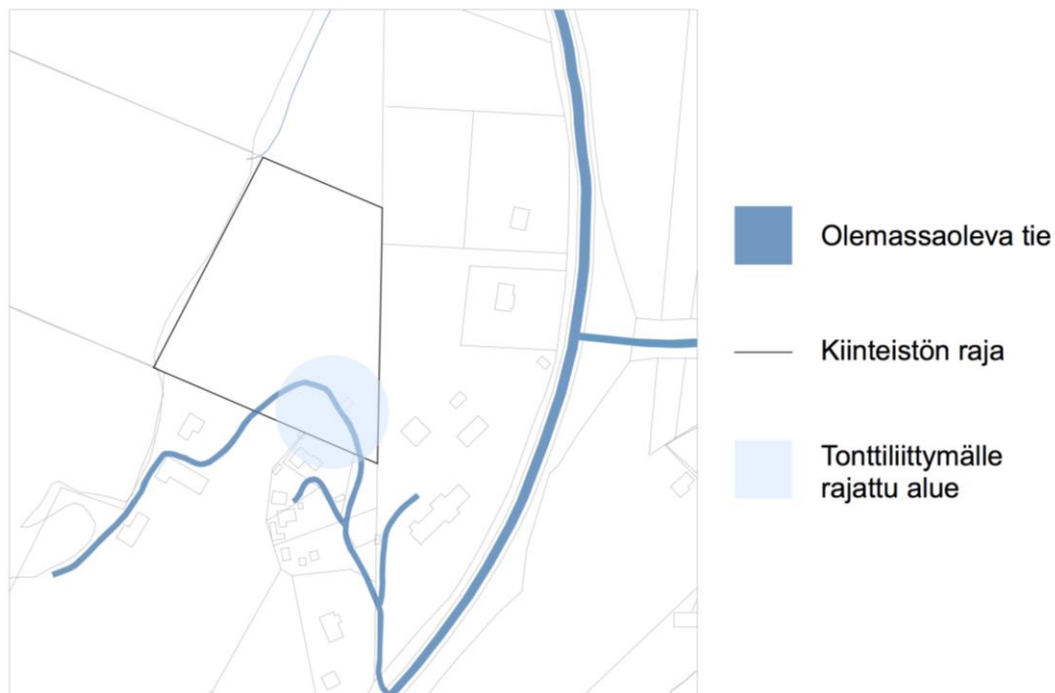 Olemassaoleva tie
Kiinteistön raja
Tonttiliittymälle
rajattu alue